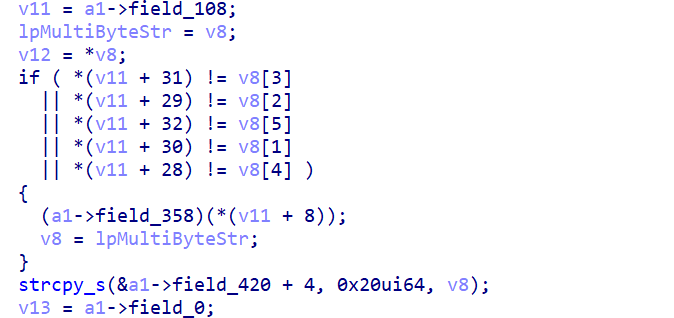 v11 = a1->field_108;
lpMultiByteStr = v8;
v12 = *v8;
if ( *(v11 + 31) != v8[3]
|| *(v11 + 29) != v8[2]
|| *(v11 + 32) != v8[5]
|| *(v11 + 30) != v8[1]
|| *(v11 + 28) != v8[4] )
{
(a1->field_358)(*(v11 + 8));
v8 = lpMultiByteStr;
}
strcpy_s(&a1->field_420 + 4, 0x20ui64, v8);
v13 = a1->field_0;